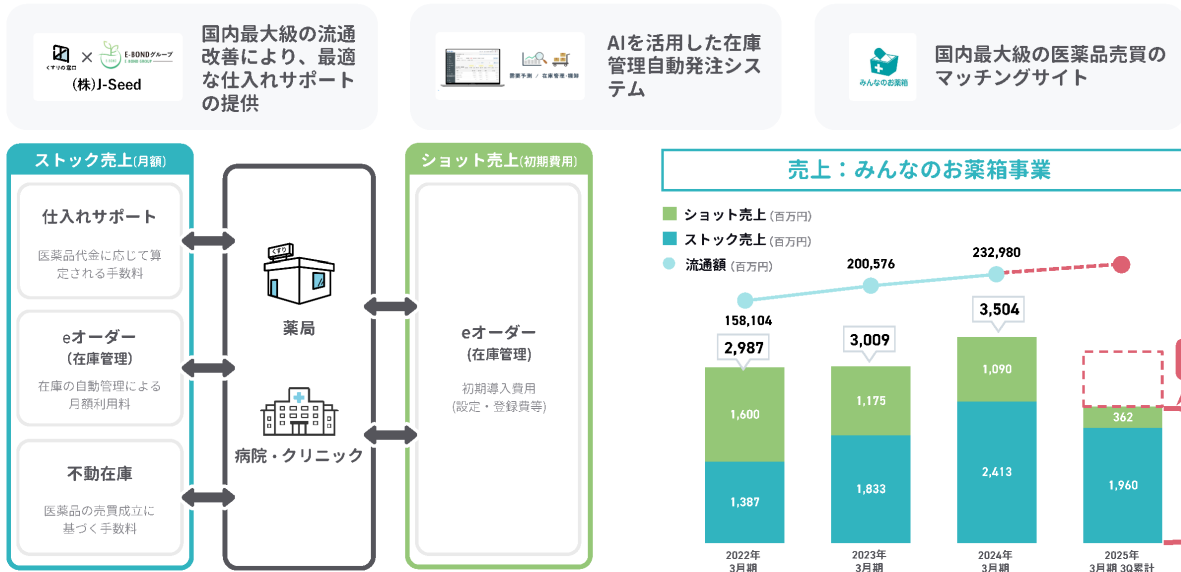 くすりの窓口
×
E-BONDグループ
E-BOND GROUP
(株)J-Seed
国内最大級の流通
改善により、最適
な仕入れサポート
の提供
需要予測 / 在庫管理・機動
AIを活用した在庫
管理自動発注シス
テム
みんなのお薬箱
国内最大級の医薬品売買の
マッチングサイト
ストック売上(月額)
仕入れサポート
医薬品代金に応じて算
定される手数料
eオーダー
(在庫管理)
在庫の自動管理による
月額利用料
不動在庫
医薬品の売買成立に
基づく手数料
くすり
薬局
病院・クリニック
ショット売上(初期費用)
eオーダー
(在庫管理)
初期導入費用
(設定・登録費等)
売上：みんなのお薬箱事業
ショット売上 (百万円)
ストック売上 (百万円)
流通額 (百万円)
158,104
200,576
232,980
2,987
3,009
3,504
1,600
1,175
1,090
362
1,387
1,833
2,413
1,960
2022年
3月期
2023年
3月期
2024年
3月期
2025年
3月期 3Q累計